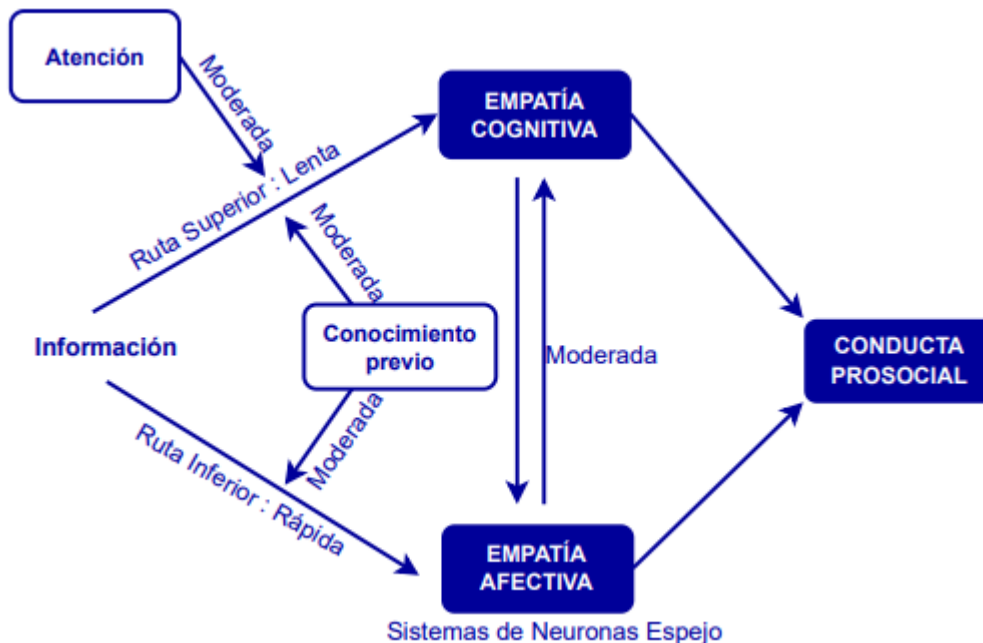 Atención
Moderada
EMPATÍA
COGNITIVA
Ruta Superior : Lenta
Moderada
Información
Conocimiento
previo
Moderada
CONDUCTA
PROSOCIAL
Moderada
Ruta Inferior : Rápida
EMPATÍA
AFECTIVA
Sistemas de Neuronas Espejo